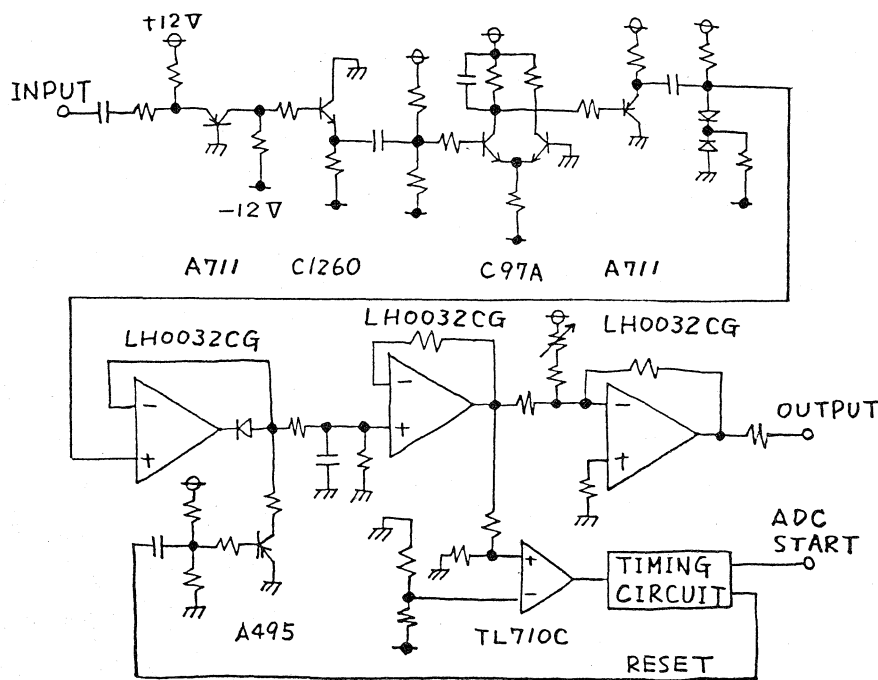 +12V
INPUT
-12V
A711 C1260 C97A A711
LH0032CG LH0032CG LH0032CG
- - -
+ + +
OUTPUT
ADC
START
+
-
TIMING
CIRCUIT
A495 TL710C
RESET